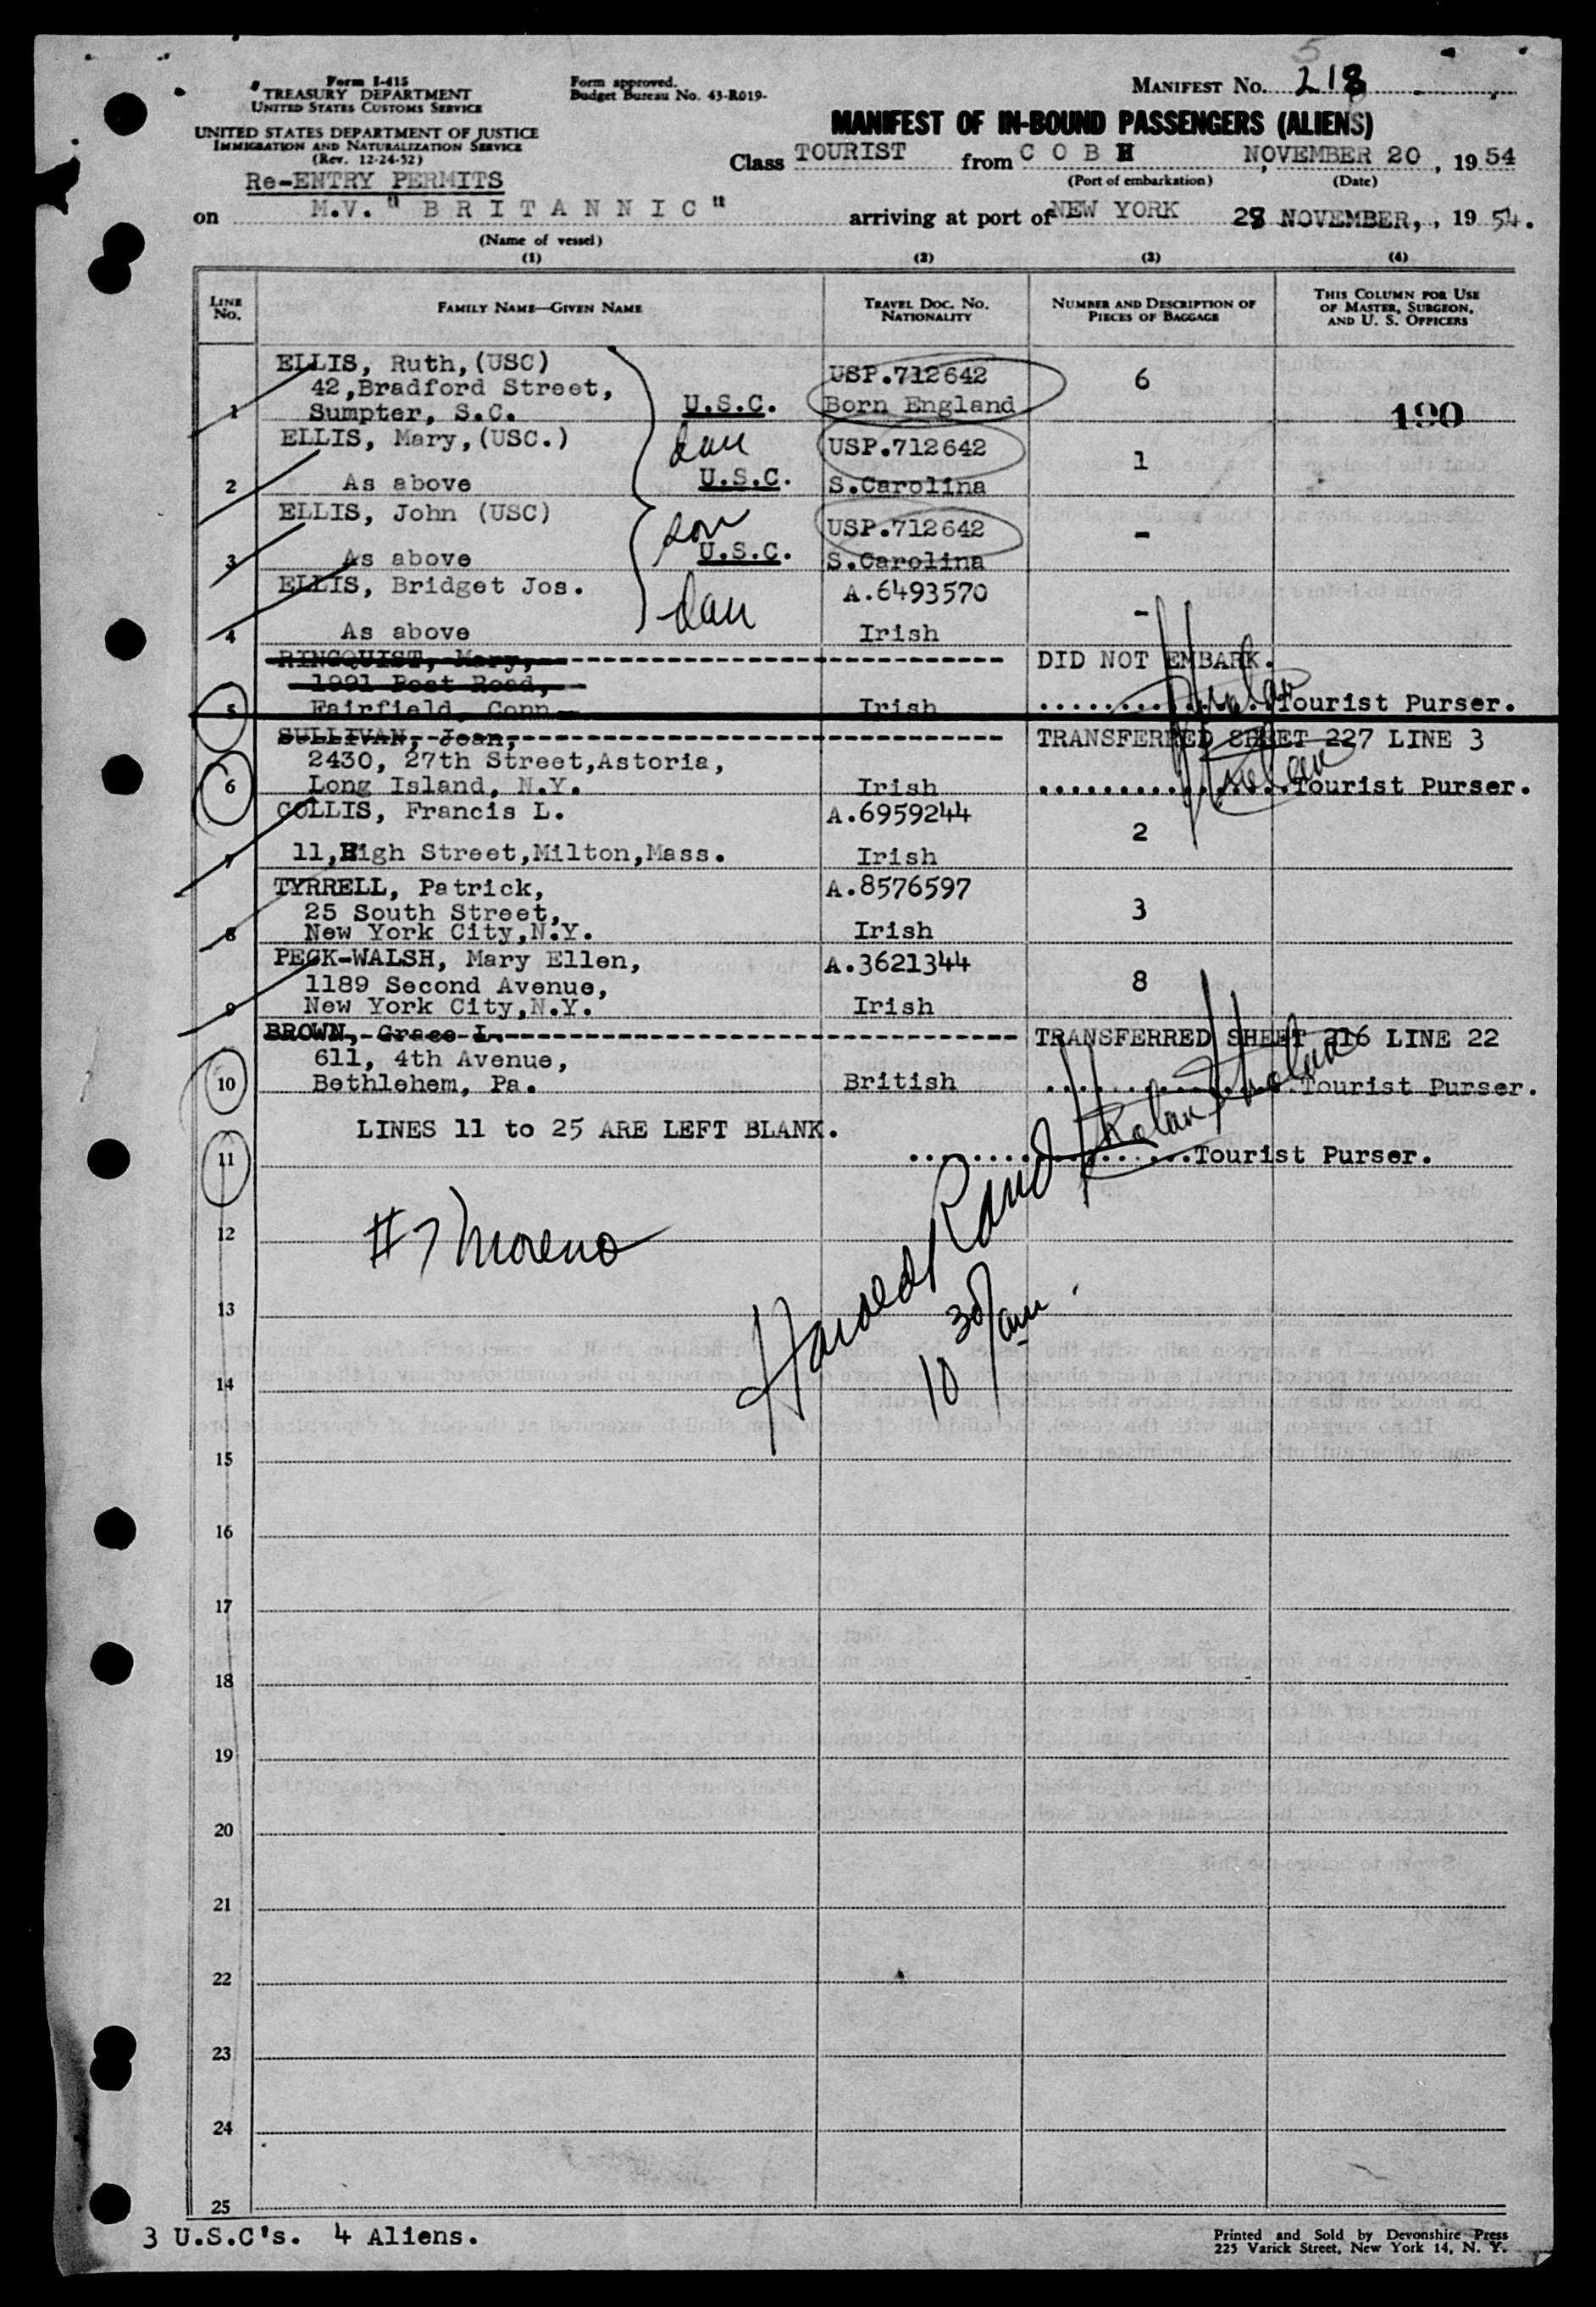 Form I-415
TREASURY DEPARTMENT
UNITED STATES CUSTOMS SERVICE
UNITED STATES DEPARTMENT OF JUSTICE
IMMIGRATION AND NATURALIZATION SERVICE
(Rev. 12-24-52)
Form approved.
Budget Bureau No. 43-R019-
5
MANIFEST No. 218
MANIFEST OF IN-BOUND PASSENGERS (ALIENS)
Class TOURIST from C O B H, NOVEMBER 20, 19 54
(Port of embarkation) (Date)
Re-ENTRY PERMITS
on M.V. "B R I T A N N I C" arriving at port of NEW YORK 28 NOVEMBER, , 19 54.
(Name of vessel)
(1) (2) (3) (4)
LINE No. FAMILY NAME—GIVEN NAME TRAVEL DOC. No. NATIONALITY NUMBER AND DESCRIPTION OF PIECES OF BAGGAGE THIS COLUMN FOR USE OF MASTER, SURGEON, AND U. S. OFFICERS
ELLIS, Ruth,(USC) USP.712642 6
42,Bradford Street,
1 Sumpter, S.C. U.S.C. Born England 190
ELLIS, Mary,(USC.) dau USP.712642 1
2 As above U.S.C. S.Carolina
ELLIS, John (USC) son USP.712642 -
3 As above U.S.C. S.Carolina
ELLIS, Bridget Jos. dau A.6493570 -
4 As above Irish
RINGQUIST, Mary, DID NOT EMBARK.
1991 Post Road,
5 Fairfield, Conn Irish Tourist Purser.
SULLIVAN, Jean, TRANSFERRED SHEET 227 LINE 3
2430, 27th Street,Astoria,
6 Long Island, N.Y. Irish Tourist Purser.
COLLIS, Francis L. A.6959244 2
7 11,High Street,Milton,Mass. Irish
TYRRELL, Patrick, A.8576597 3
25 South Street,
8 New York City,N.Y. Irish
PECK-WALSH, Mary Ellen, A.3621344 8
1189 Second Avenue,
9 New York City,N.Y. Irish
BROWN, Grace I. TRANSFERRED SHEET 216 LINE 22
611, 4th Avenue,
10 Bethlehem, Pa. British Tourist Purser.
LINES 11 to 25 ARE LEFT BLANK.
11 Tourist Purser.
12 #7 Moreno
Harold Rand
13 10 30/am.
14
15
16
17
18
19
20
21
22
23
24
25
3 U.S.C's. 4 Aliens.
Printed and Sold by Devonshire Press
225 Varick Street, New York 14, N. Y.